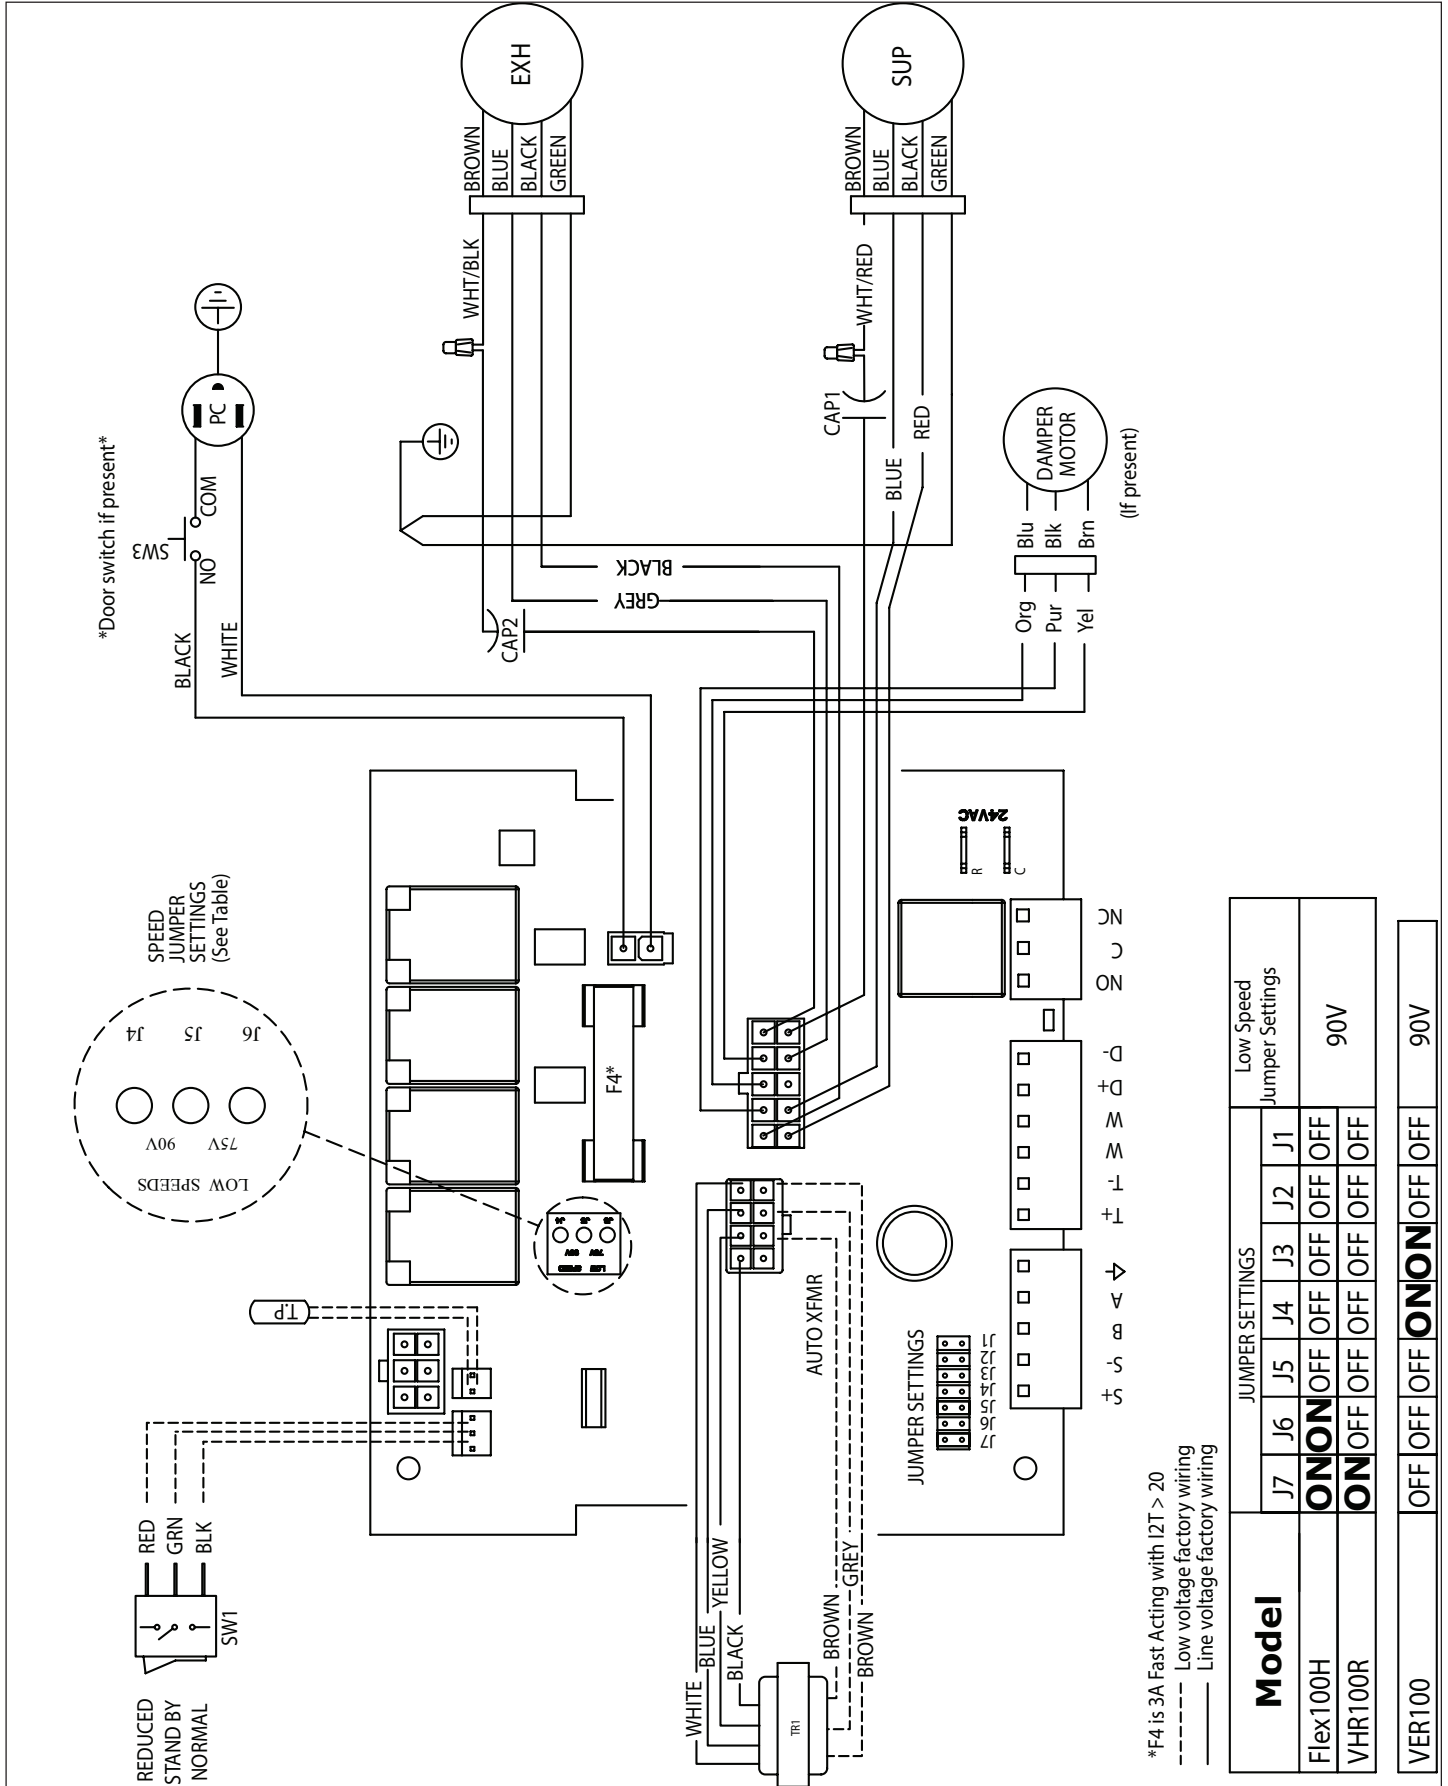 EXH
BROWN
BLUE
BLACK
GREEN
WHT/BLK
SUP
BROWN
BLUE
BLACK
GREEN
WHT/RED
CAP1
BLUE
RED
PC
*Door switch if present*
SW3
COM
NO
BLACK
WHITE
BLACK
GREY
CAP2
DAMPER
MOTOR
(If present)
Blu
Blk
Brn
Org
Pur
Yel
SPEED
JUMPER
SETTINGS
(See Table)
J4
J5
J6
90V
75V
LOW SPEEDS
F4*
J4
J5
J6
90V
75V
LOW SPEED
T.P
24VAC
R
C
NC
C
NO
D-
D+
W
W
T-
T+
A
B
S-
S+
AUTO XFMR
JUMPER SETTINGS
J1
J2
J3
J4
J5
J6
J7
RED
GRN
BLK
SW1
REDUCED
STAND BY
NORMAL
WHITE
BLUE
YELLOW
BLACK
TR1
BROWN
GREY
BROWN
*F4 is 3A Fast Acting with I2T > 20
Low voltage factory wiring
Line voltage factory wiring
Model JUMPER SETTINGS Low Speed
Jumper Settings
J7 J6 J5 J4 J3 J2 J1
Flex100H ON ON OFF OFF OFF OFF OFF 90V
VHR100R ON OFF OFF OFF OFF OFF OFF
VER100 OFF OFF OFF ON ON OFF OFF 90V